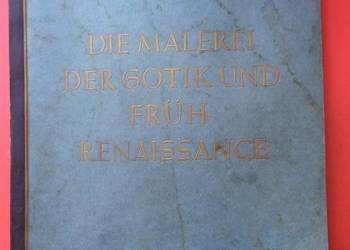 DIE MALEREI
DER GOTIK UND
FRÜH
RENAISSANCE